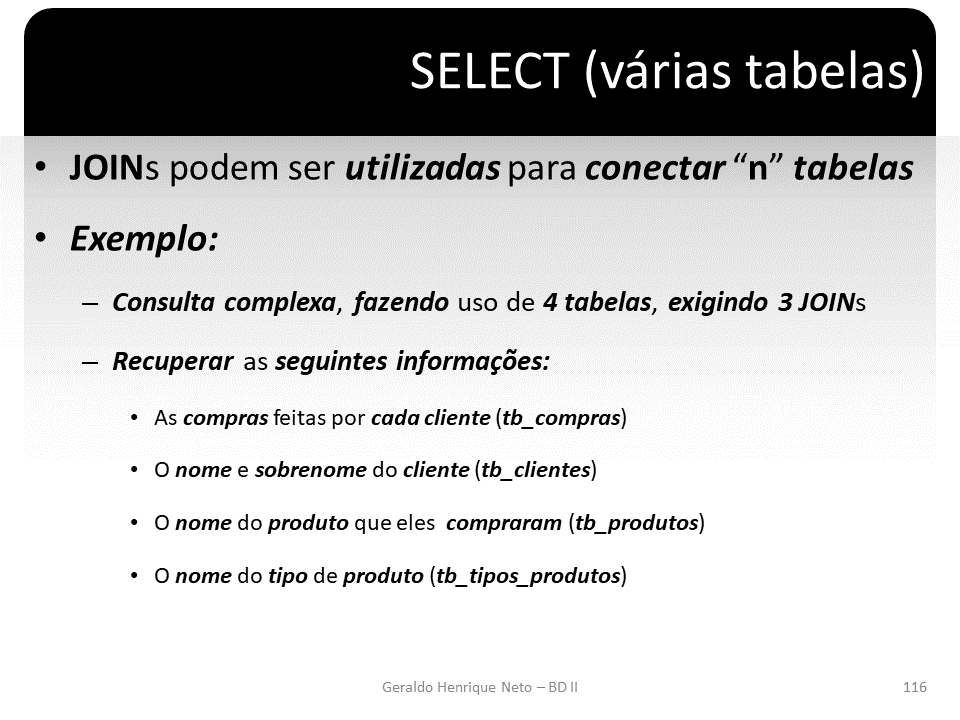 SELECT (várias tabelas)
• JOINs podem ser utilizadas para conectar “n” tabelas
• Exemplo:
– Consulta complexa, fazendo uso de 4 tabelas, exigindo 3 JOINs
– Recuperar as seguintes informações:
• As compras feitas por cada cliente (tb_compras)
• O nome e sobrenome do cliente (tb_clientes)
• O nome do produto que eles compraram (tb_produtos)
• O nome do tipo de produto (tb_tipos_produtos)
Geraldo Henrique Neto – BD II
116